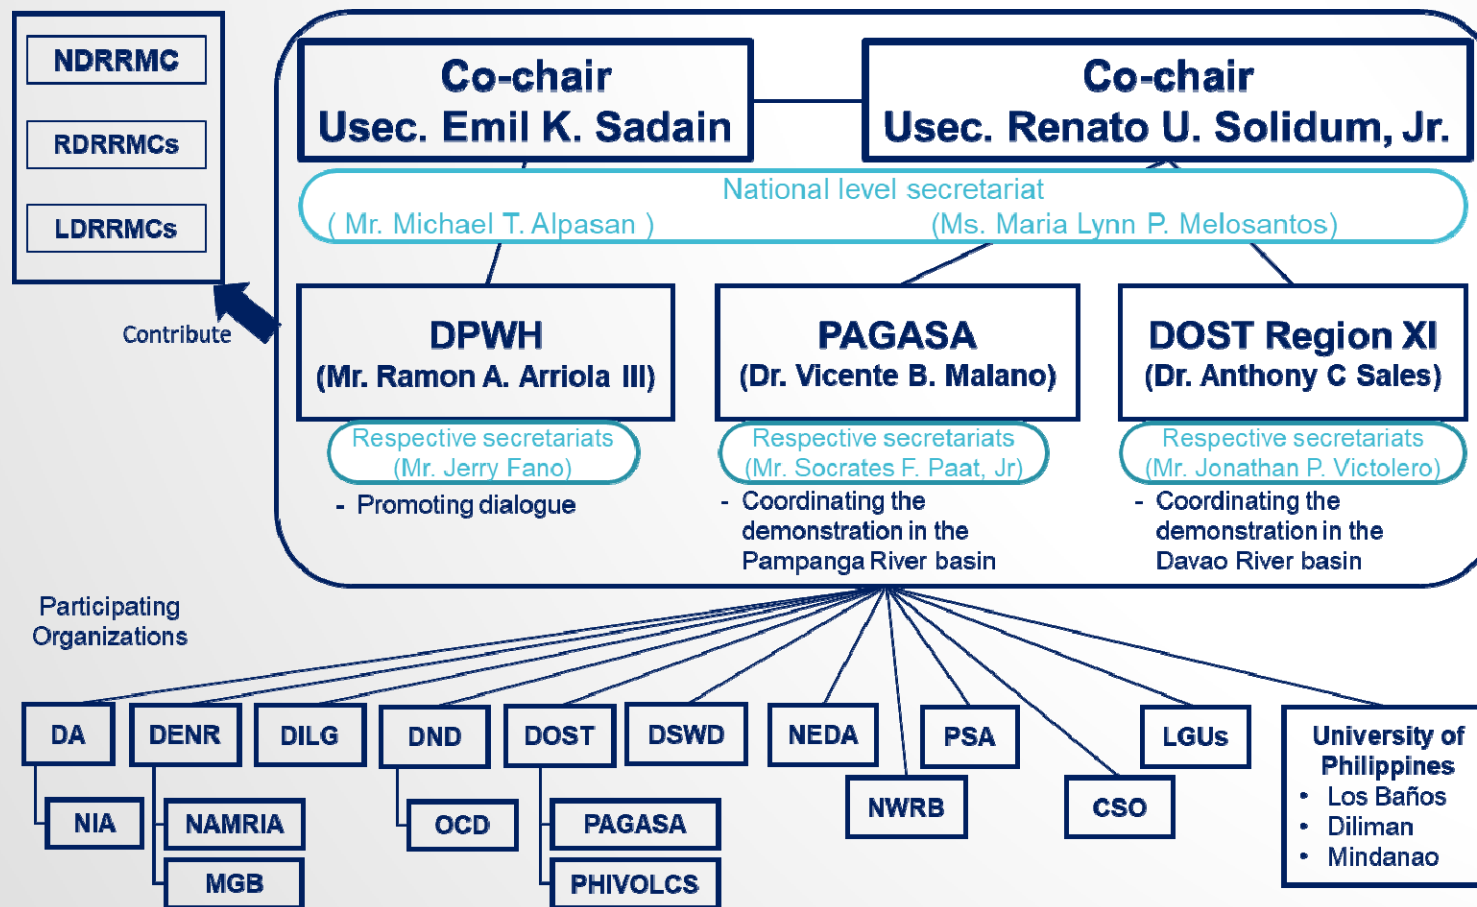 NDRRMC
RDRRMCs
LDRRMCs
Contribute
Co-chair
Usec. Emil K. Sadain
Co-chair
Usec. Renato U. Solidum, Jr.
National level secretariat
( Mr. Michael T. Alpasan )
(Ms. Maria Lynn P. Melosantos)
DPWH
(Mr. Ramon A. Arriola III)
Respective secretariats
(Mr. Jerry Fano)
- Promoting dialogue
PAGASA
(Dr. Vicente B. Malano)
Respective secretariats
(Mr. Socrates F. Paat, Jr)
- Coordinating the
demonstration in the
Pampanga River basin
DOST Region XI
(Dr. Anthony C Sales)
Respective secretariats
(Mr. Jonathan P. Victolero)
- Coordinating the
demonstration in the
Davao River basin
Participating
Organizations
DA
NIA
DENR
NAMRIA
MGB
DILG
DND
OCD
DOST
PAGASA
PHIVOLCS
DSWD
NEDA
NWRB
PSA
CSO
LGUs
University of
Philippines
• Los Baños
• Diliman
• Mindanao